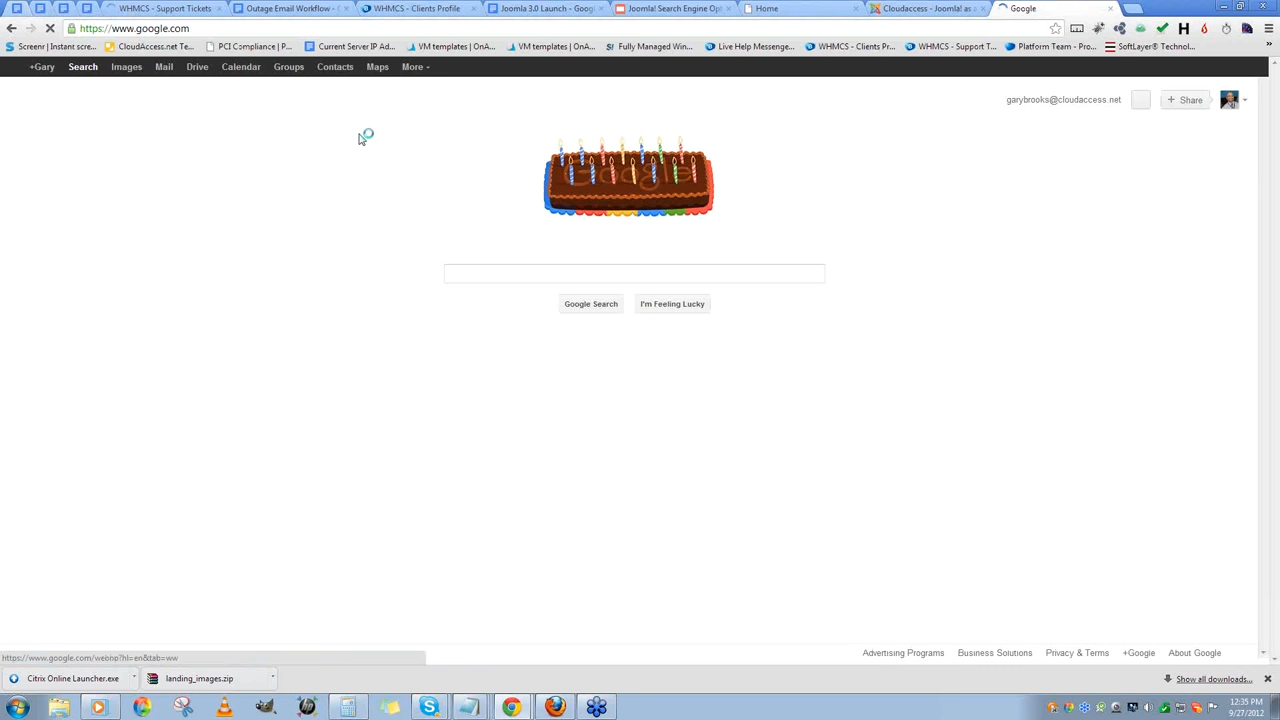 WHMCS - Support Tickets
Outage Email Workflow -
WHMCS - Clients Profile
Joomla 3.0 Launch - Goog
Joomla! Search Engine Opt
Home
Cloudaccess - Joomla! as a
Google
https://www.google.com
Screenr | Instant scre...
CloudAccess.net Te...
PCI Compliance | P...
Current Server IP Ad...
VM templates | OnA...
VM templates | OnA...
Fully Managed Win...
Live Help Messenge...
WHMCS - Clients Pr...
WHMCS - Support T...
Platform Team - Pro...
SoftLayer® Technol...
+Gary Search Images Mail Drive Calendar Groups Contacts Maps More
garybrooks@cloudaccess.net
+ Share
Google
Google Search
I'm Feeling Lucky
Advertising Programs Business Solutions Privacy & Terms +Google About Google
https://www.google.com/webhp?hl=en&tab=ww
Citrix Online Launcher.exe
landing_images.zip
Show all downloads...
12:35 PM
9/27/2012